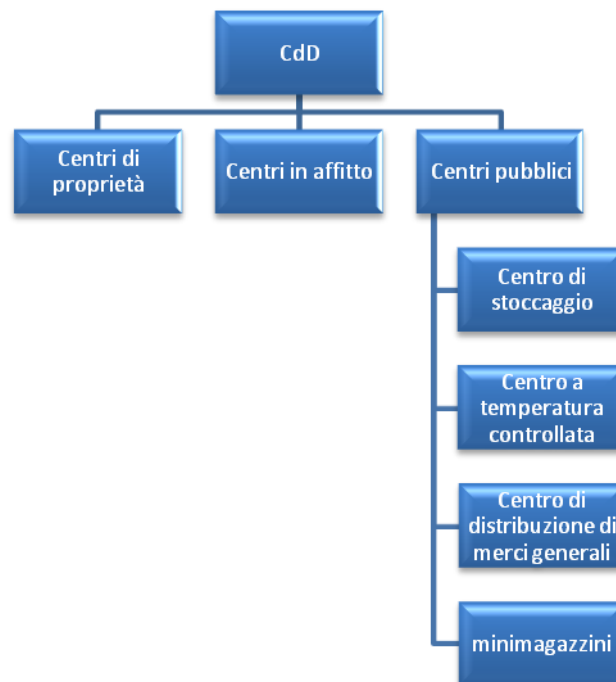 CdD
Centri di
proprietà
Centri in affitto
Centri pubblici
Centro di
stoccaggio
Centro a
temperatura
controllata
Centro di
distribuzione di
merci generali
minimagazzini